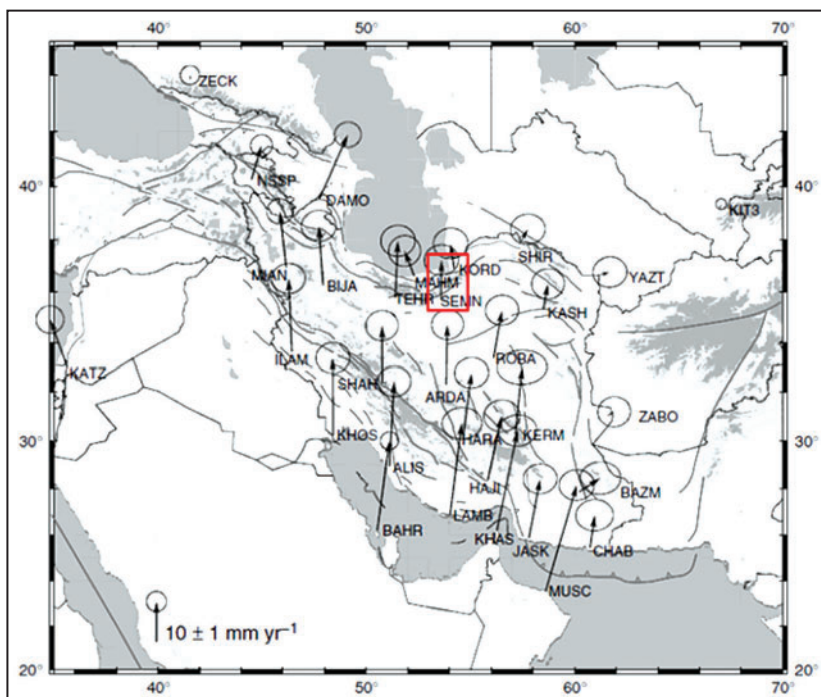 40° 50° 60° 70°
ZECK
NSSP
40° 40°
DAMO
KIT3
SHIR
KORD
MIAN
BIJA
MAHM
YAZT
TEHR
SEMN
KASH
KATZ
ILAM
SHAH
ROBA
ARDA
ZABO
KHOS
HARA
KERM
30° 30°
ALIS
HAJI
BAZM
BAHR
LAMB
KHAS
JASK
CHAB
MUSC
10 ± 1 mm yr⁻¹
20° 20°
40° 50° 60° 70°